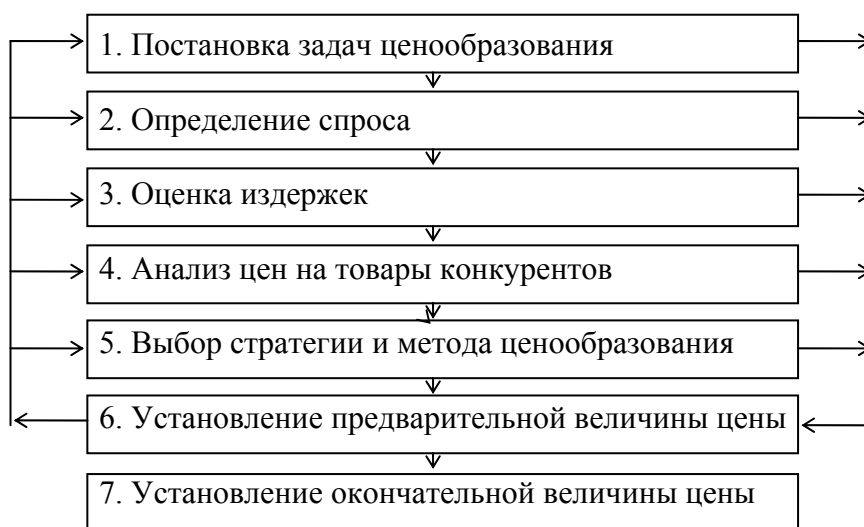 1. Постановка задач ценообразования
2. Определение спроса
3. Оценка издержек
4. Анализ цен на товары конкурентов
5. Выбор стратегии и метода ценообразования
6. Установление предварительной величины цены
7. Установление окончательной величины цены